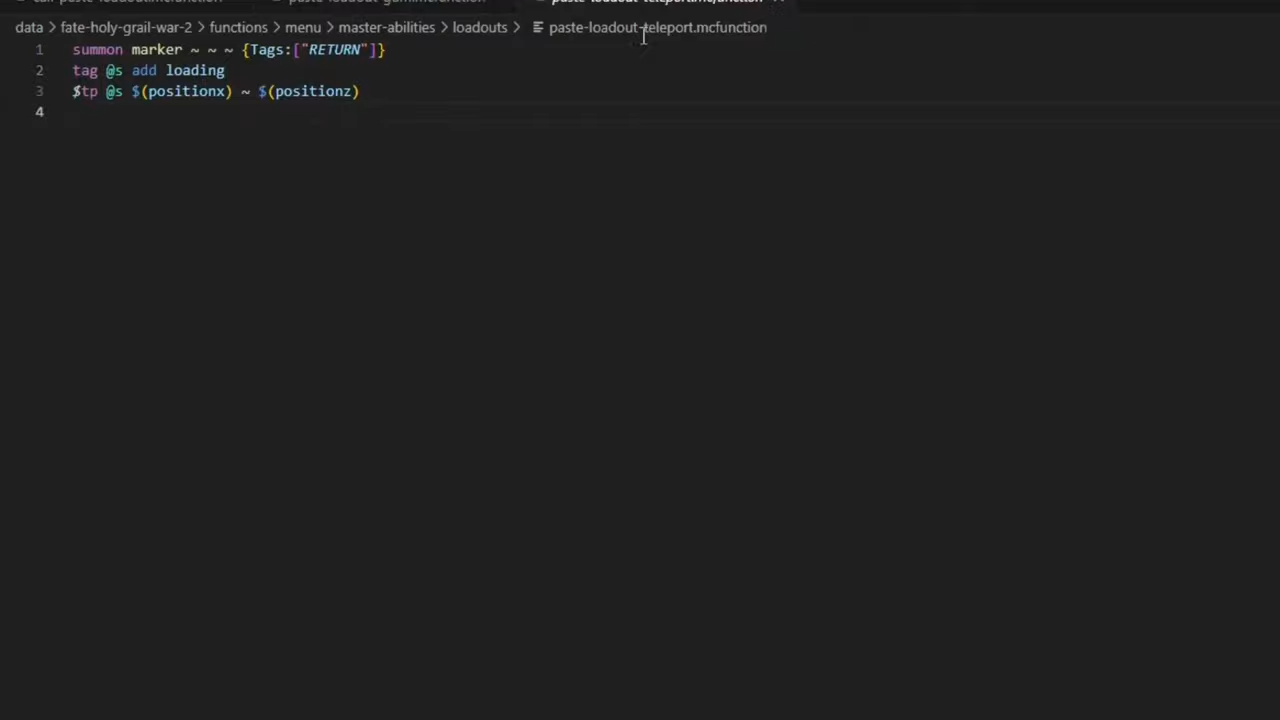 data > fate-holy-grail-war-2 > functions > menu > master-abilities > loadouts > paste-loadout-teleport.mcfunction
1 summon marker ~ ~ ~ {Tags:["RETURN"]}
2 tag @s add loading
3 $tp @s $(positionx) ~ $(positionz)
4